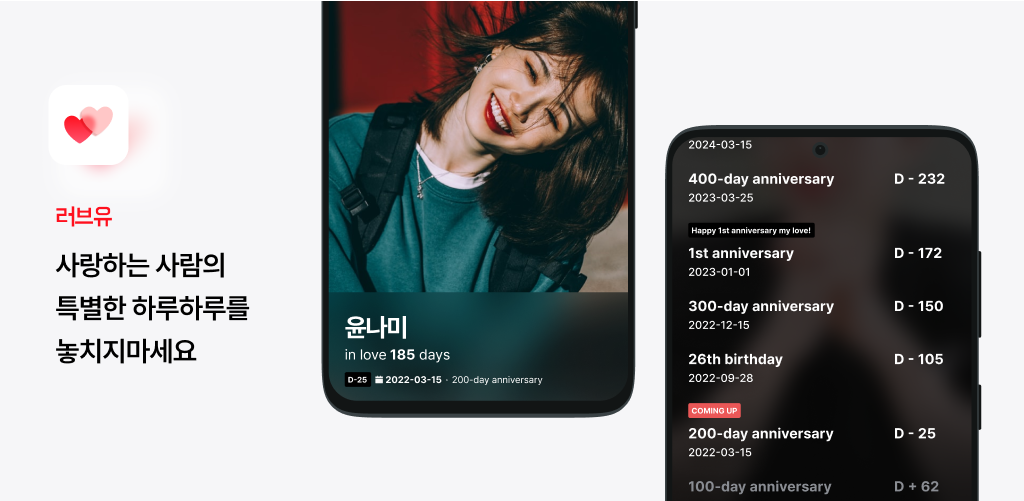 러브유
사랑하는 사람의
특별한 하루하루를
놓치지마세요
윤나미
in love 185 days
D-25 2022-03-15 · 200-day anniversary
2024-03-15
400-day anniversary D - 232
2023-03-25
Happy 1st anniversary my love!
1st anniversary D - 172
2023-01-01
300-day anniversary D - 150
2022-12-15
26th birthday D - 105
2022-09-28
COMING UP
200-day anniversary D - 25
2022-03-15
100-day anniversary D + 62